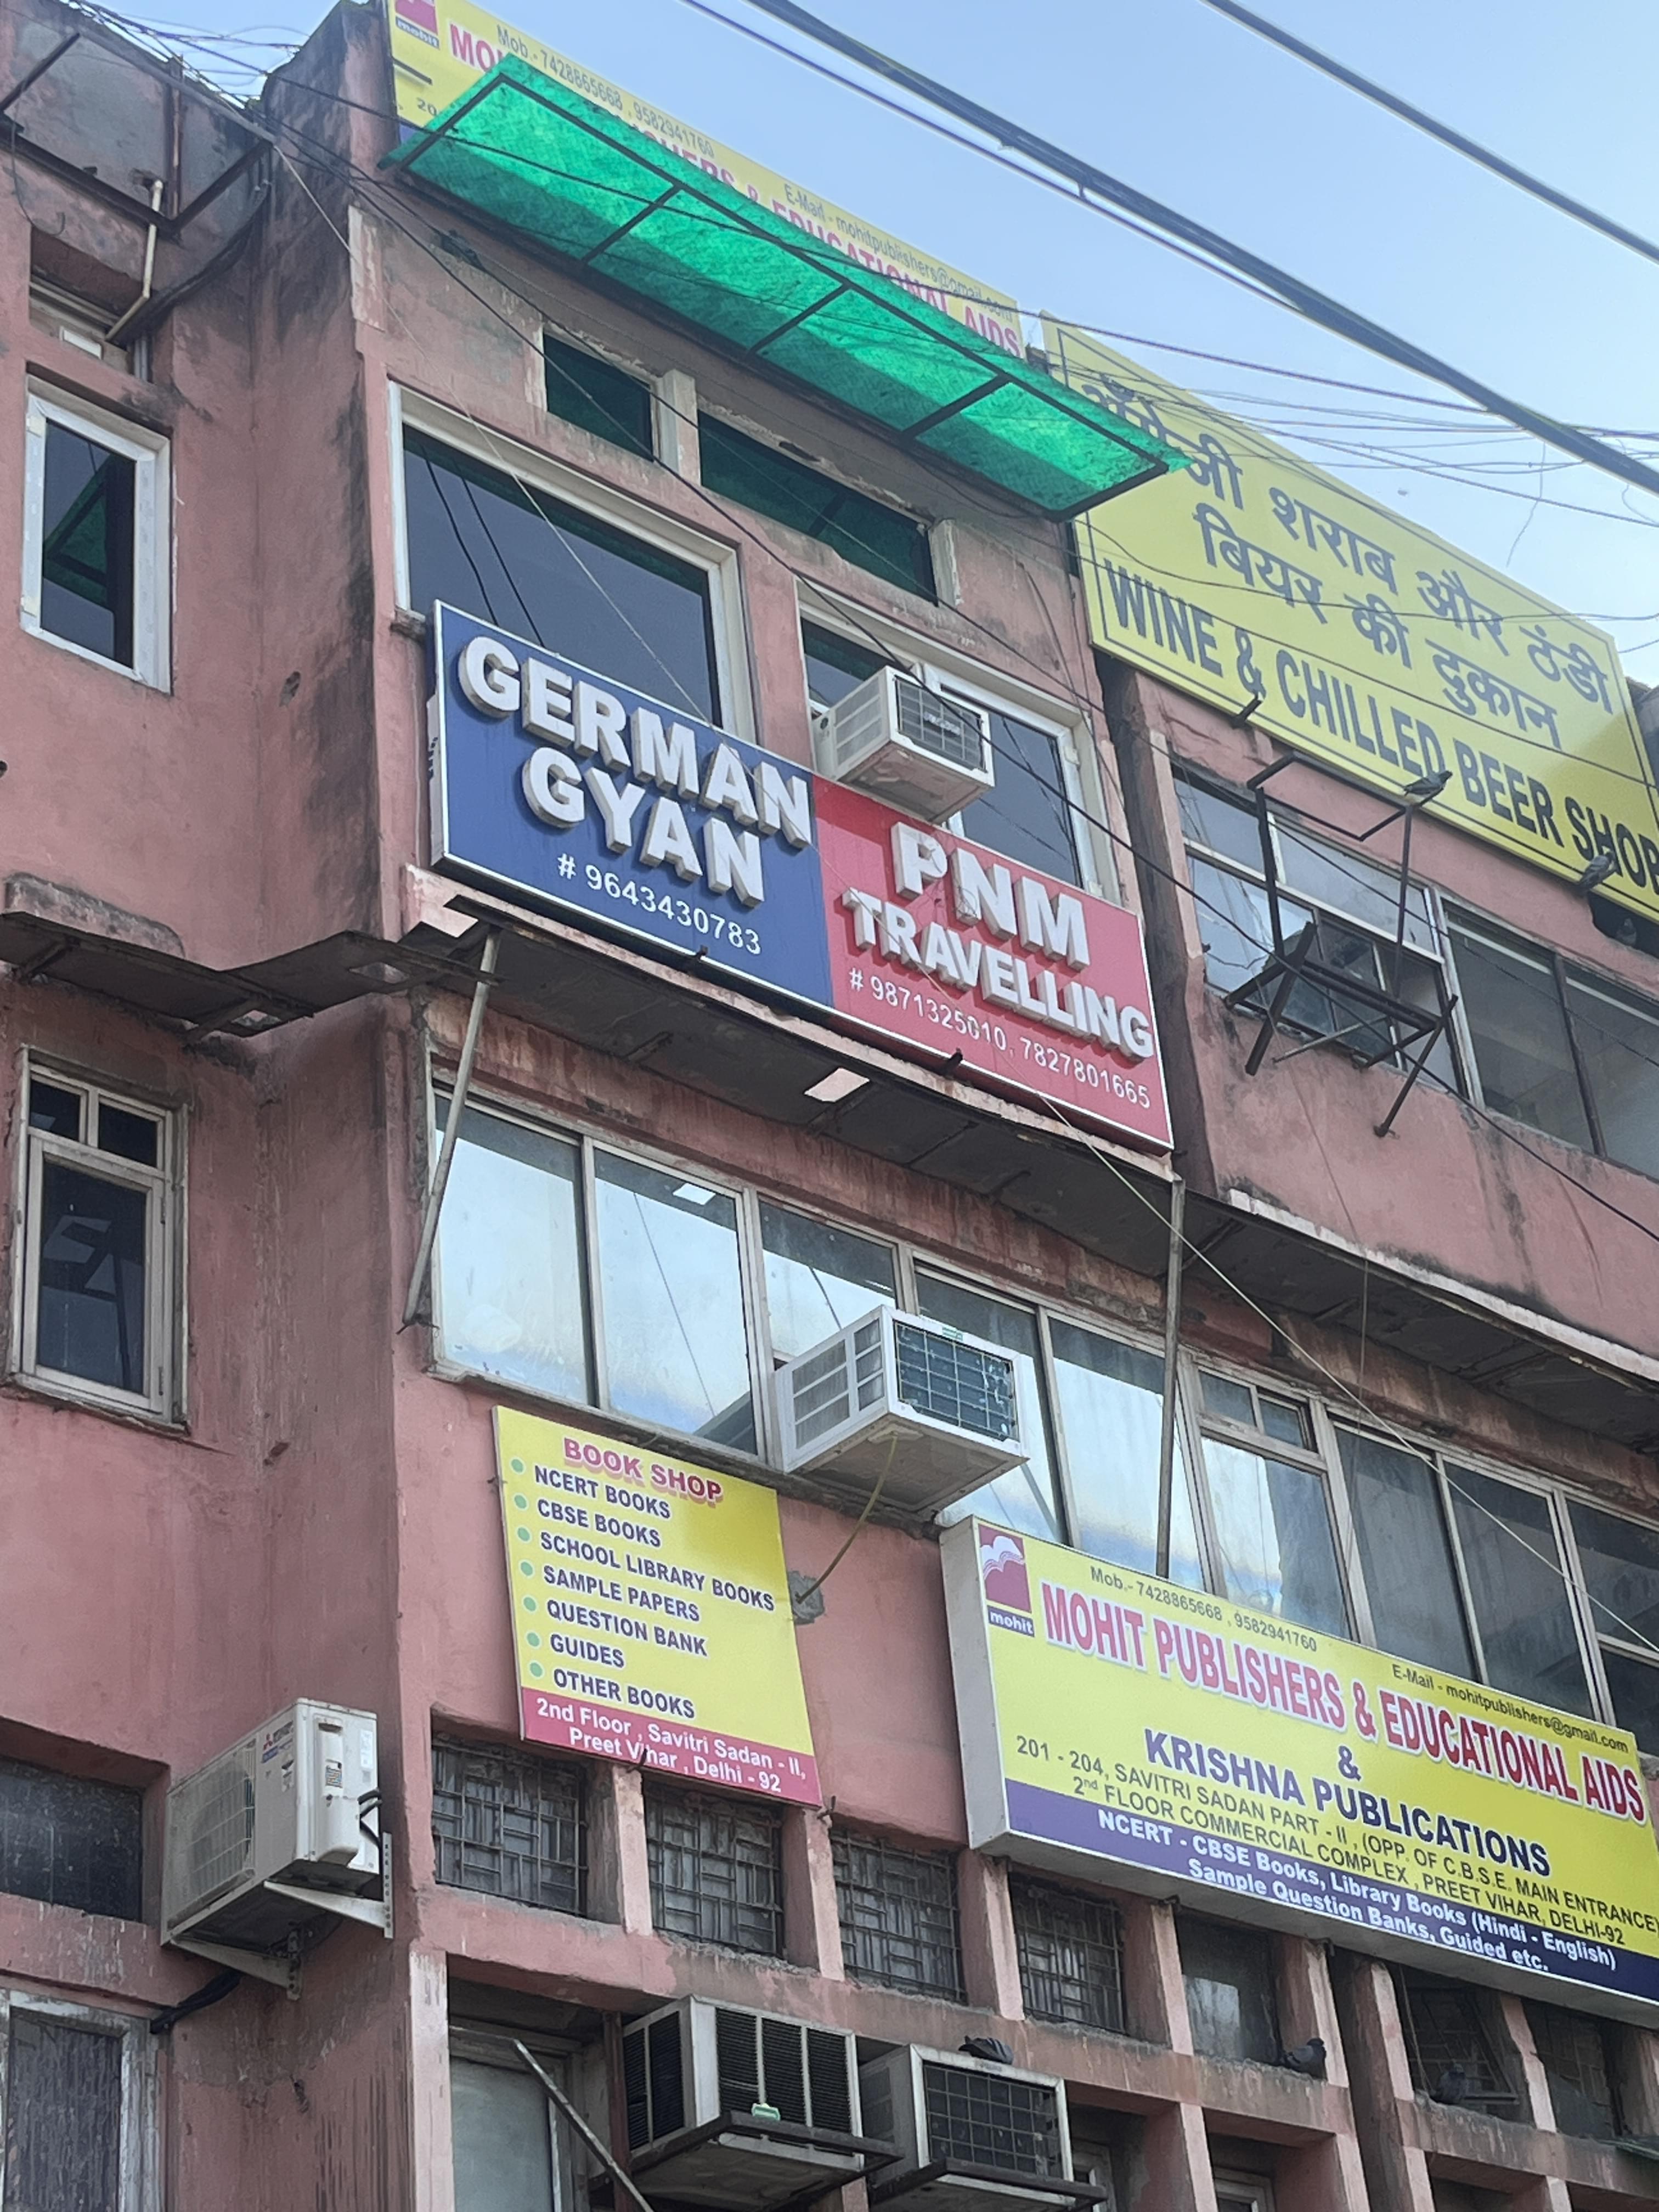 mohit
Mob.- 7428865668 , 9582941760
E-Mail - mohitpublishers@gmail.com
& EDUCATIONAL AIDS
शराब और ठंडी
बियर की दुकान
WINE & CHILLED BEER SHOP
GERMAN
GYAN
# 9643430783
PNM
TRAVELLING
# 9871325010, 7827801665
BOOK SHOP
NCERT BOOKS
CBSE BOOKS
SCHOOL LIBRARY BOOKS
SAMPLE PAPERS
QUESTION BANK
GUIDES
OTHER BOOKS
2nd Floor , Savitri Sadan - II,
Preet Vihar , Delhi - 92
mohit
Mob.- 7428865668 , 9582941760
E-Mail - mohitpublishers@gmail.com
MOHIT PUBLISHERS & EDUCATIONAL AIDS
&
KRISHNA PUBLICATIONS
201 - 204, SAVITRI SADAN PART - II , (OPP. OF C.B.S.E. MAIN ENTRANCE)
2nd FLOOR COMMERCIAL COMPLEX , PREET VIHAR, DELHI-92
NCERT - CBSE Books, Library Books (Hindi - English)
Sample Question Banks, Guided etc.